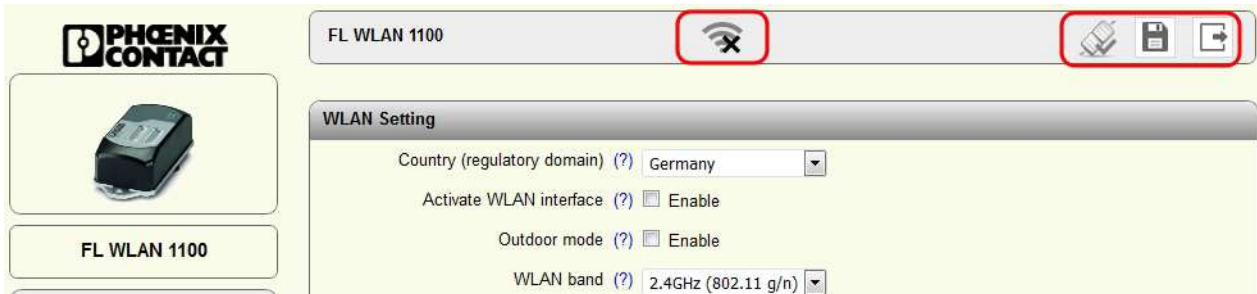 PHŒNIX
CONTACT
FL WLAN 1100
FL WLAN 1100
WLAN Setting
Country (regulatory domain) (?) Germany
Activate WLAN interface (?) Enable
Outdoor mode (?) Enable
WLAN band (?) 2.4GHz (802.11 g/n)